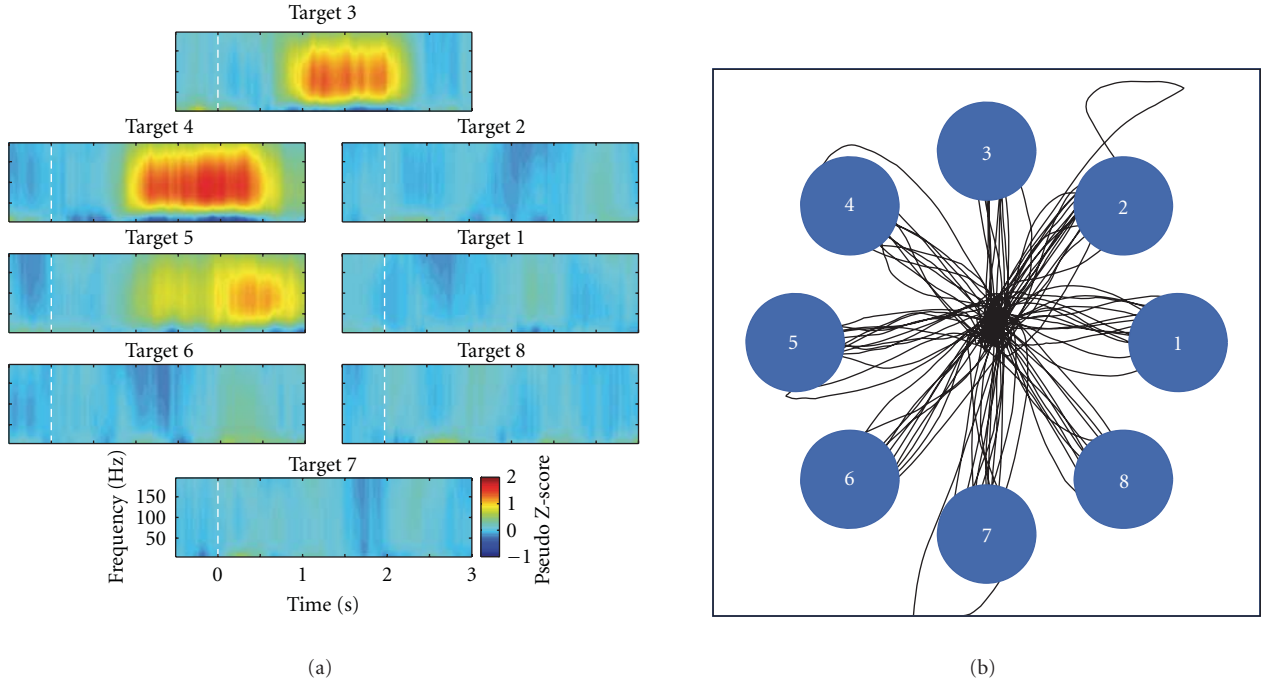 Target 3
Target 4
Target 2
Target 5
Target 1
Target 6
Target 8
Target 7
Frequency (Hz)
150
100
50
0
1
2
3
Time (s)
2
1
0
−1
Pseudo Z-score
(a)
3
4
2
5
1
6
8
7
(b)